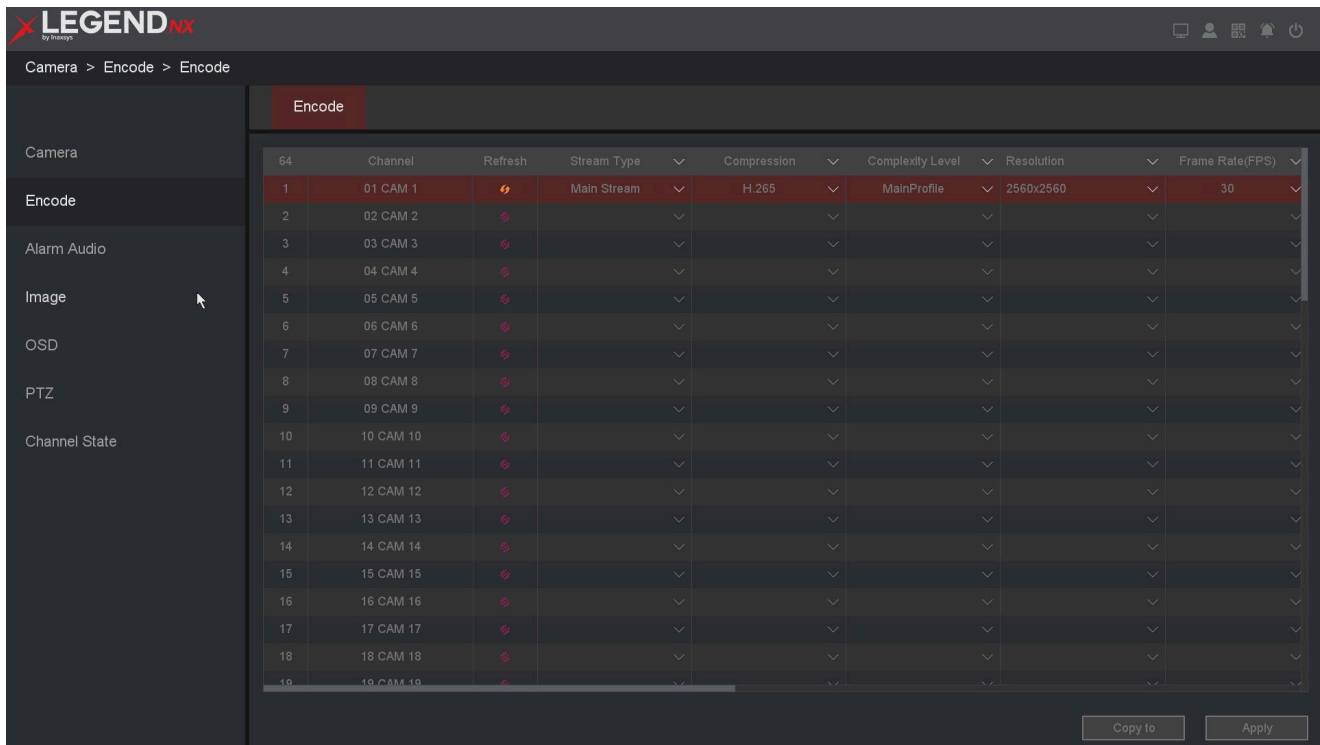 LEGENDNX
by Inaxsys
Camera > Encode > Encode
Encode
Camera
Encode
Alarm Audio
Image
OSD
PTZ
Channel State
64 Channel Refresh Stream Type Compression Complexity Level Resolution Frame Rate(FPS)
1 01 CAM 1 Main Stream H.265 MainProfile 2560x2560 30
2 02 CAM 2
3 03 CAM 3
4 04 CAM 4
5 05 CAM 5
6 06 CAM 6
7 07 CAM 7
8 08 CAM 8
9 09 CAM 9
10 10 CAM 10
11 11 CAM 11
12 12 CAM 12
13 13 CAM 13
14 14 CAM 14
15 15 CAM 15
16 16 CAM 16
17 17 CAM 17
18 18 CAM 18
19 19 CAM 19
Copy to Apply